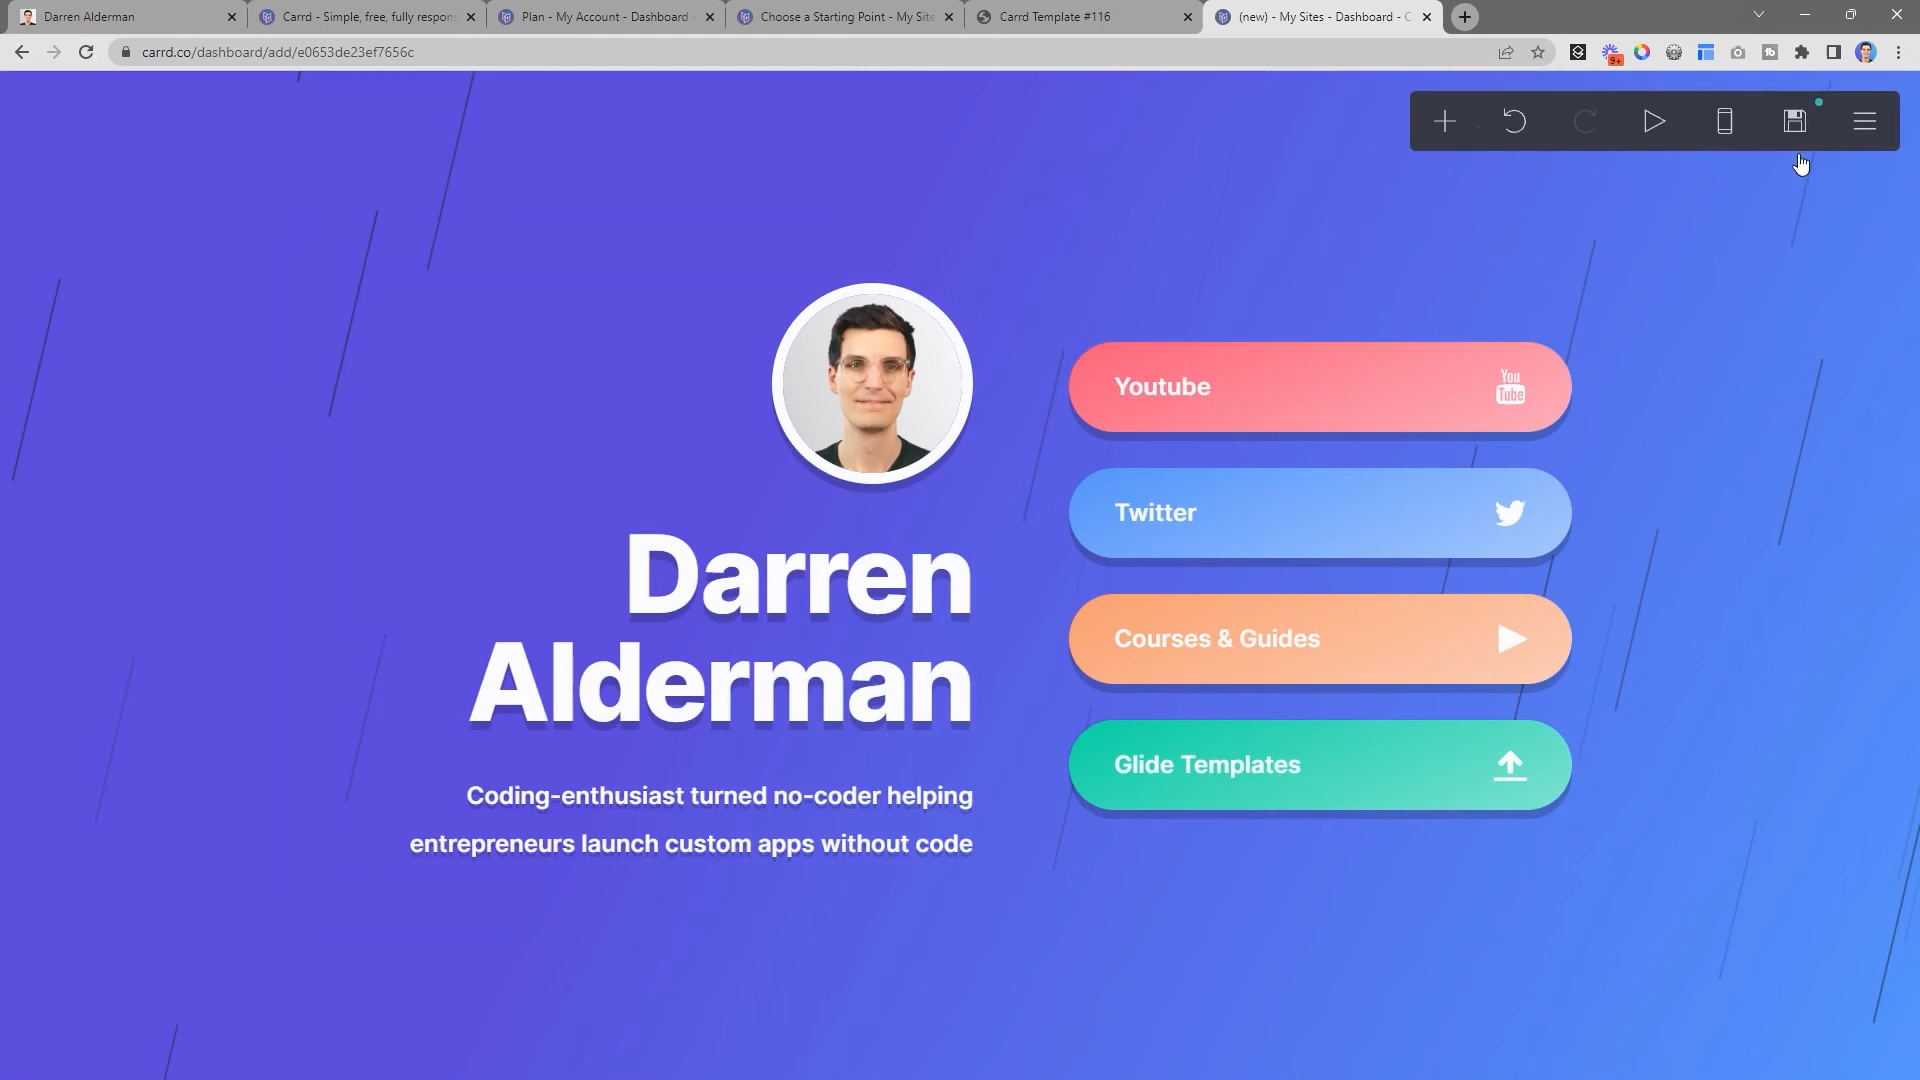 Darren Alderman
Carrd - Simple, free, fully respons
Plan - My Account - Dashboard -
Choose a Starting Point - My Site
Carrd Template #116
(new) - My Sites - Dashboard - C
carrd.co/dashboard/add/e0653de23ef7656c
9+
Darren
Alderman
Coding-enthusiast turned no-coder helping
entrepreneurs launch custom apps without code
Youtube
You
Tube
Twitter
Courses & Guides
Glide Templates